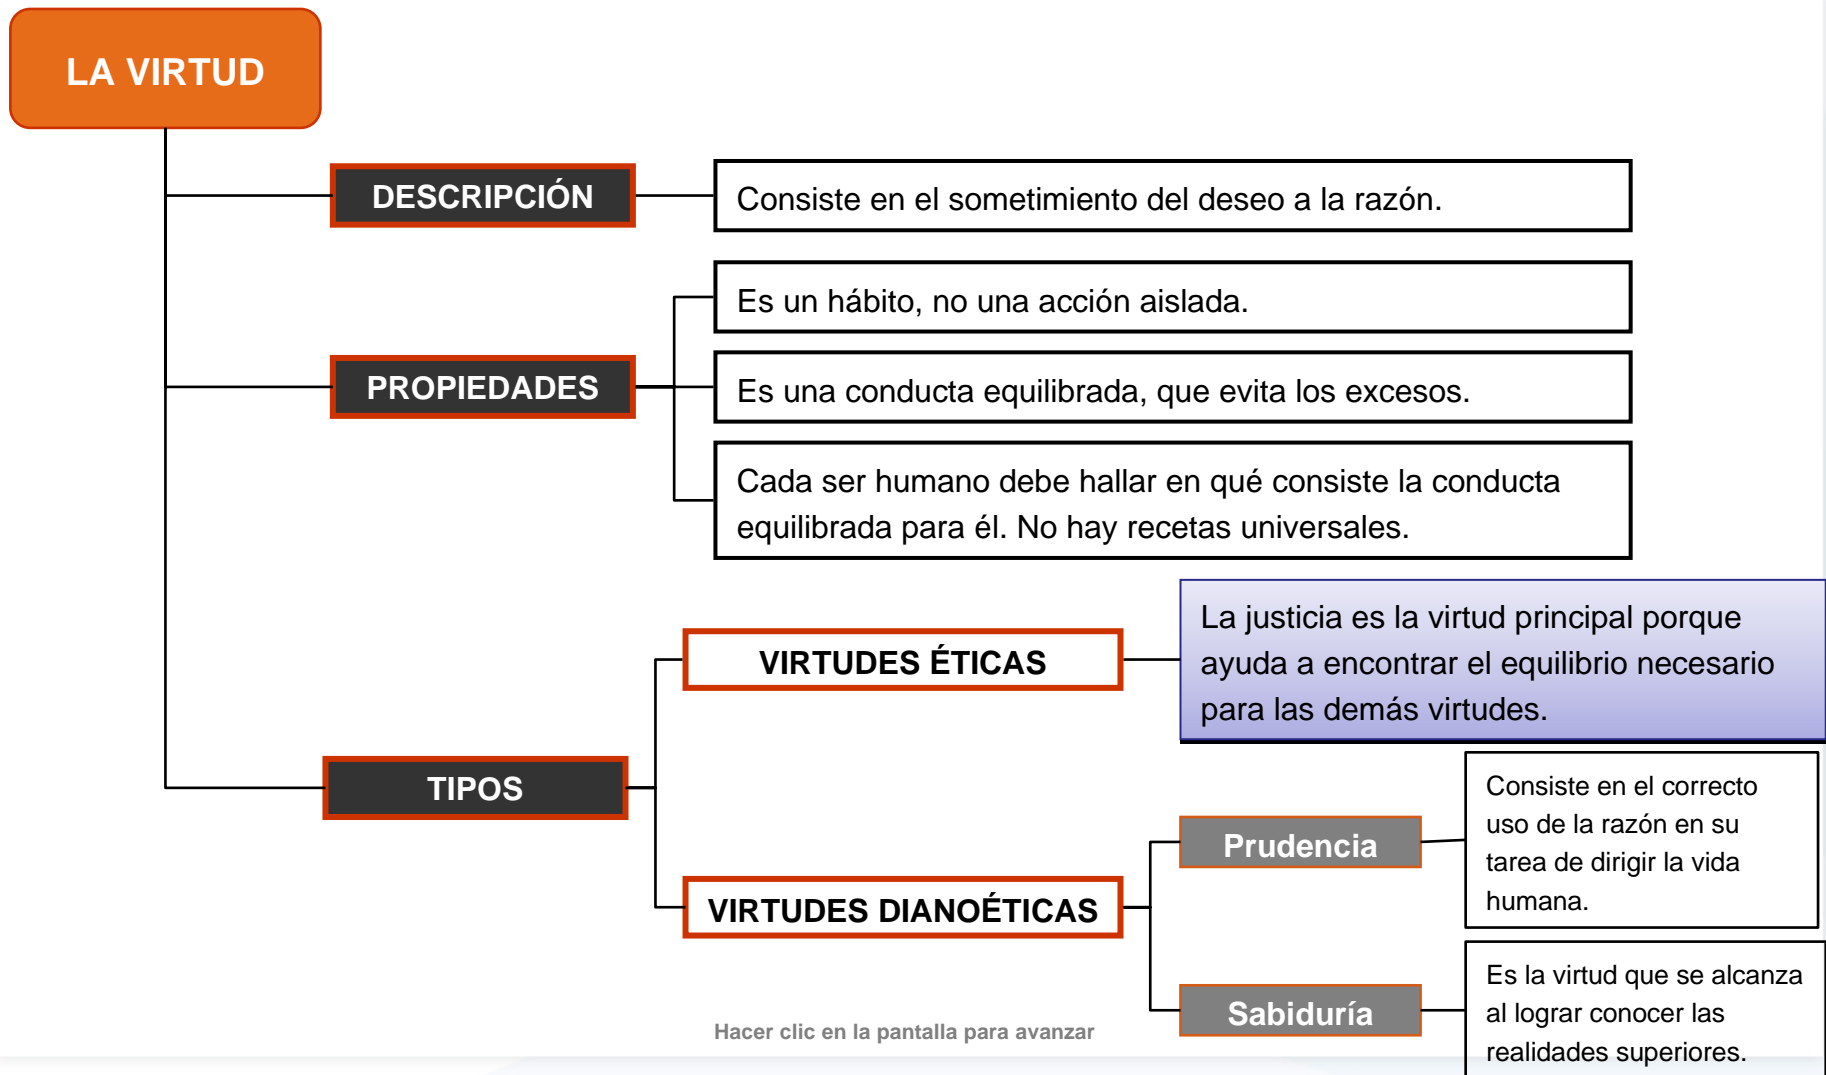 LA VIRTUD
DESCRIPCIÓN
Consiste en el sometimiento del deseo a la razón.
PROPIEDADES
Es un hábito, no una acción aislada.
Es una conducta equilibrada, que evita los excesos.
Cada ser humano debe hallar en qué consiste la conducta
equilibrada para él. No hay recetas universales.
TIPOS
VIRTUDES ÉTICAS
La justicia es la virtud principal porque
ayuda a encontrar el equilibrio necesario
para las demás virtudes.
VIRTUDES DIANOÉTICAS
Prudencia
Consiste en el correcto
uso de la razón en su
tarea de dirigir la vida
humana.
Sabiduría
Es la virtud que se alcanza
al lograr conocer las
realidades superiores.
Hacer clic en la pantalla para avanzar